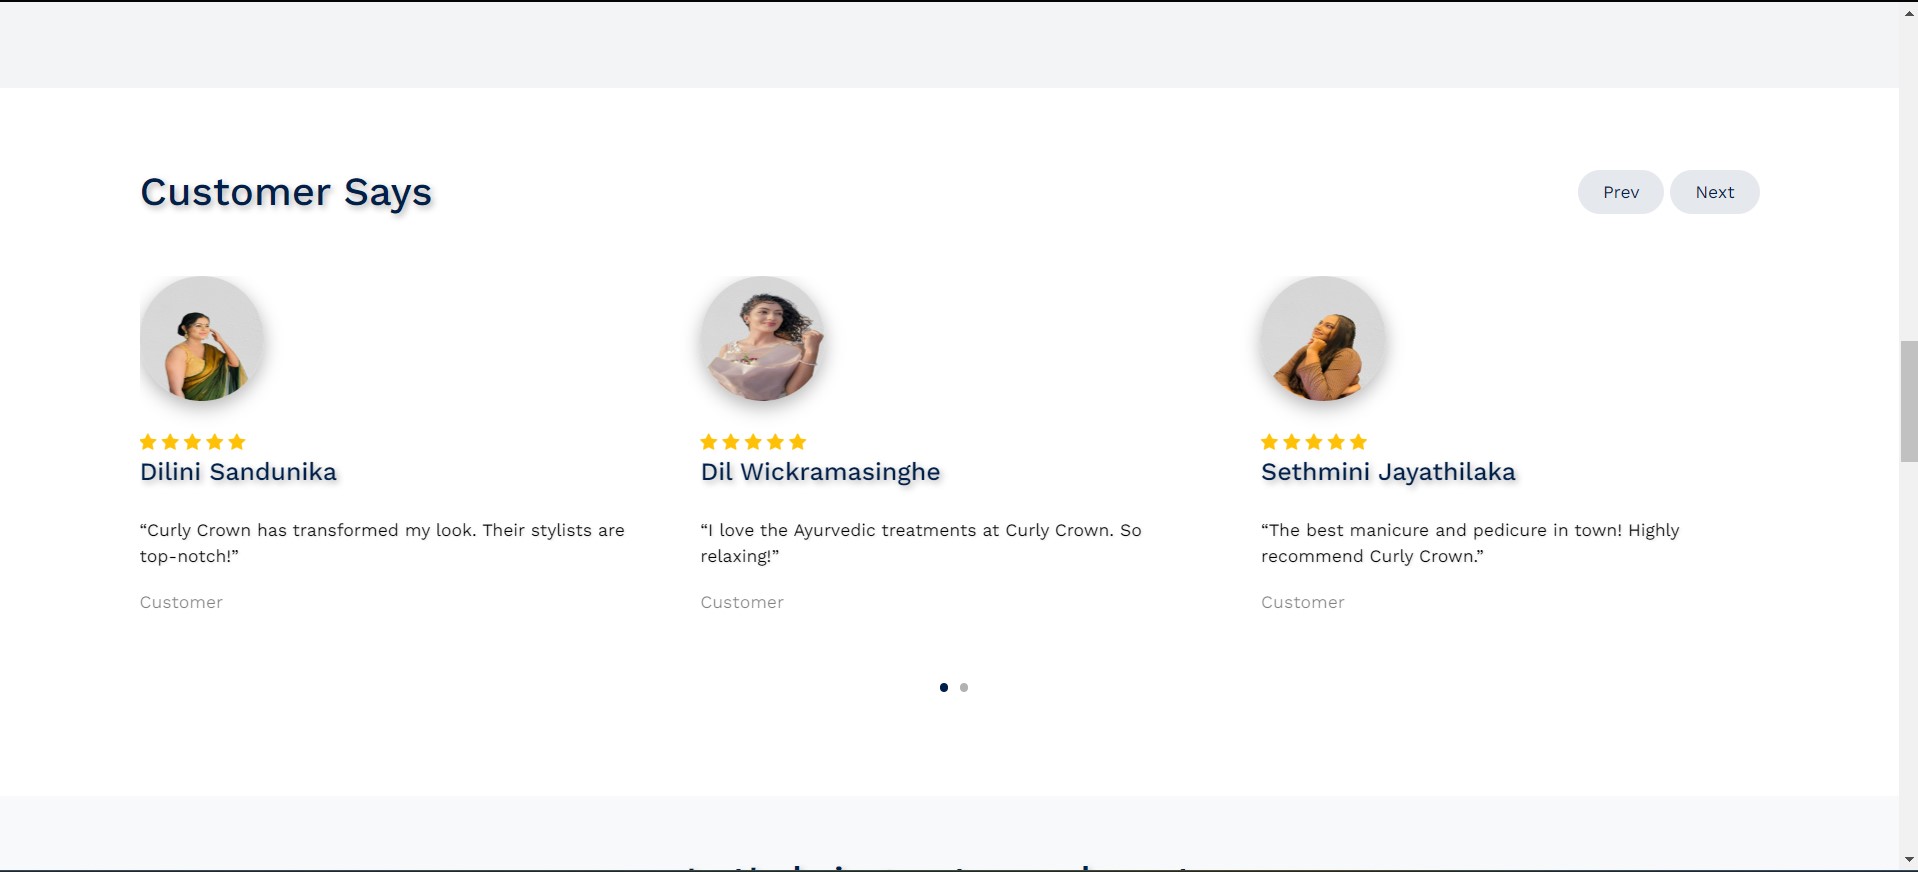 Customer Says
Prev
Next
Dilini Sandunika
Dil Wickramasinghe
Sethmini Jayathilaka
“Curly Crown has transformed my look. Their stylists are
top-notch!”
“I love the Ayurvedic treatments at Curly Crown. So
relaxing!”
“The best manicure and pedicure in town! Highly
recommend Curly Crown.”
Customer
Customer
Customer